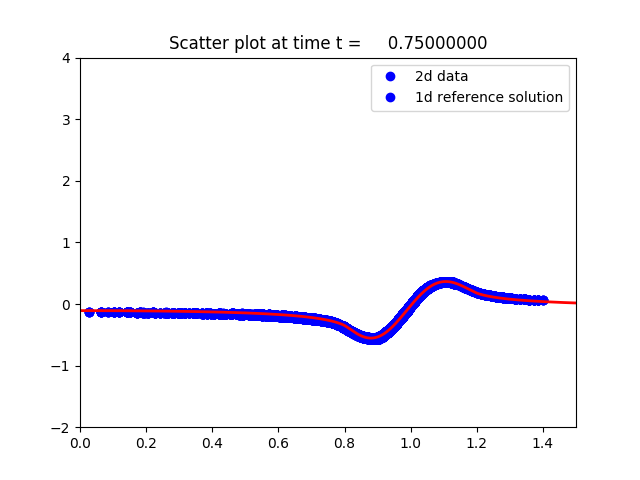 Scatter plot at time t =     0.75000000
2d data
1d reference solution
4
3
2
1
0
−1
−2
0.0 0.2 0.4 0.6 0.8 1.0 1.2 1.4